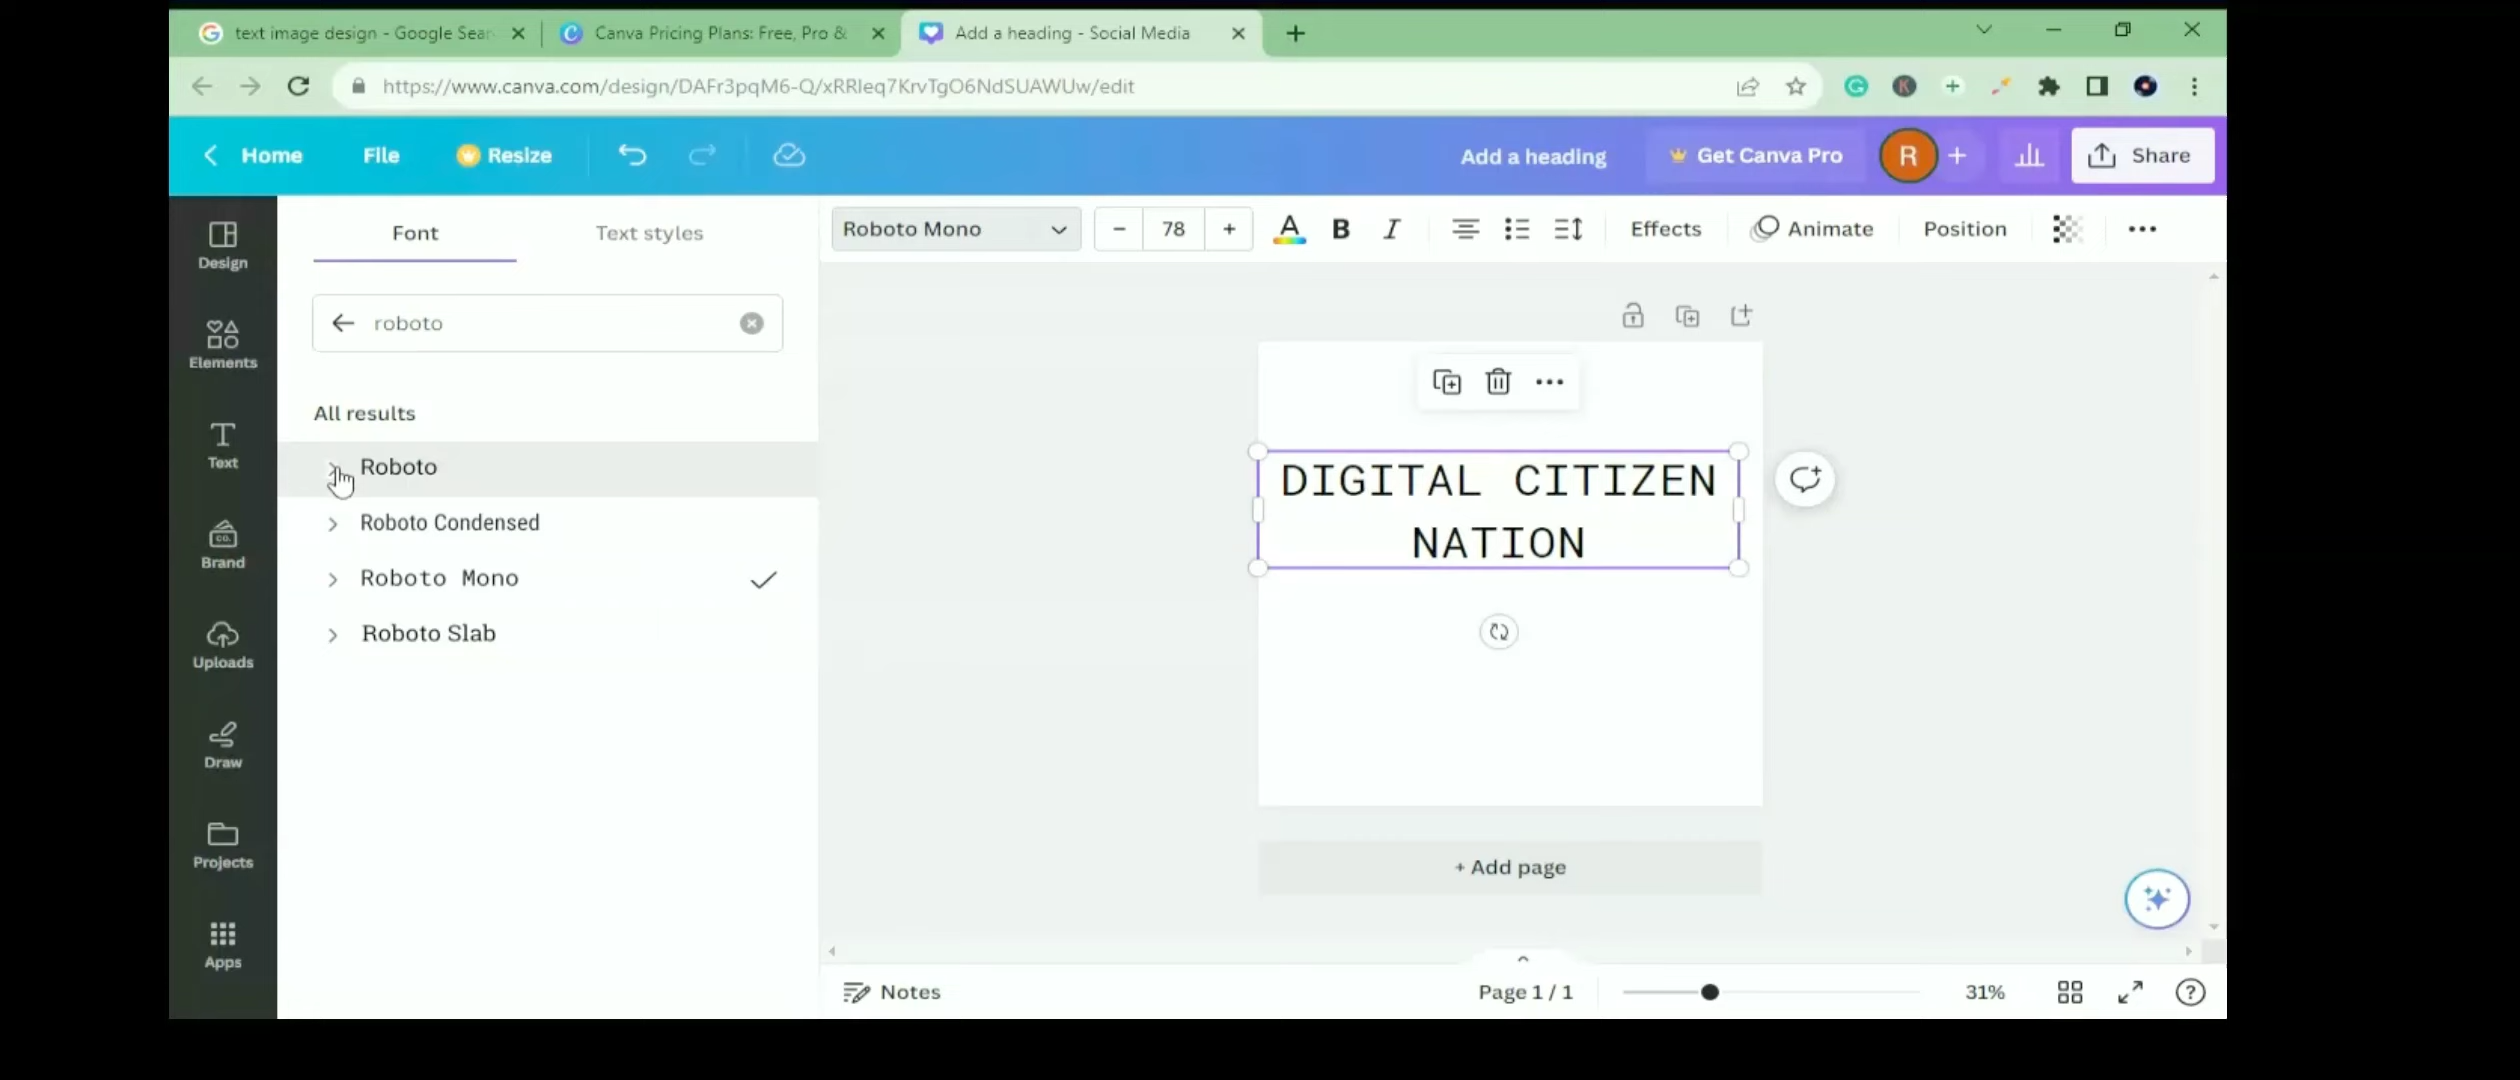 text image design - Google Sear
Canva Pricing Plans: Free, Pro &
Add a heading - Social Media
https://www.canva.com/design/DAFr3pqM6-Q/xRRIeq7KrvTgO6NdSUAWUw/edit
Home
File
Resize
Add a heading
Get Canva Pro
R
Share
Design
Elements
Text
Brand
Uploads
Draw
Projects
Apps
Font
Text styles
roboto
All results
Roboto
Roboto Condensed
Roboto Mono
Roboto Slab
Roboto Mono
78
Effects
Animate
Position
DIGITAL CITIZEN
NATION
+ Add page
Notes
Page 1 / 1
31%